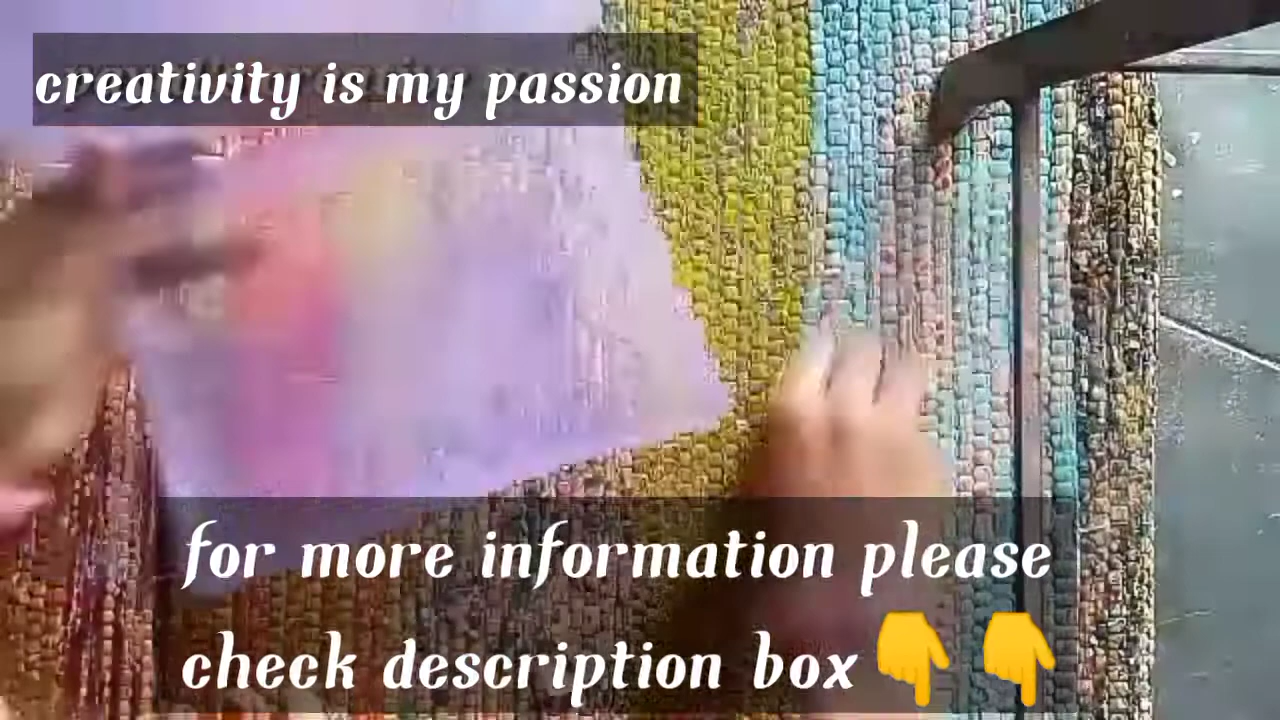 creativity is my passion
for more information please
check description box👇👇